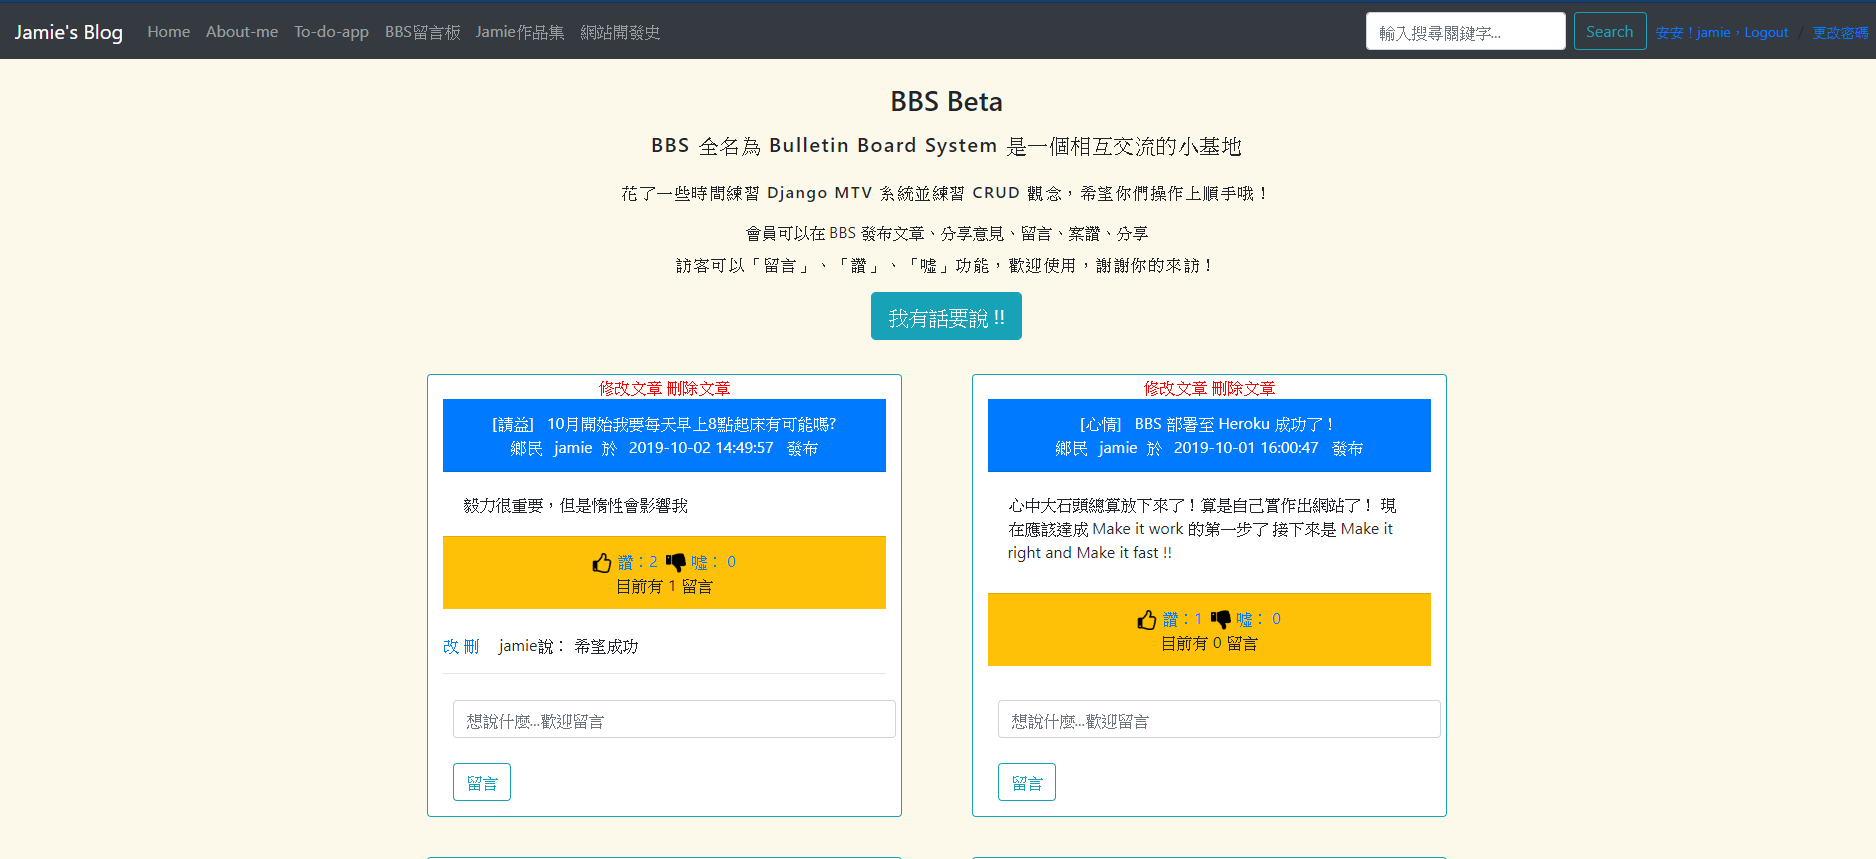 Jamie's Blog Home About-me To-do-app BBS留言板 Jamie作品集 網站開發史 輸入搜尋關鍵字... Search 安安！jamie，Logout / 更改密碼
BBS Beta
BBS 全名為 Bulletin Board System 是一個相互交流的小基地
花了一些時間練習 Django MTV 系統並練習 CRUD 觀念，希望你們操作上順手哦！
會員可以在 BBS 發布文章、分享意見、留言、案讚、分享
訪客可以「留言」、「讚」、「噓」功能，歡迎使用，謝謝你的來訪！
我有話要說 !!
修改文章 刪除文章
[請益] 10月開始我要每天早上8點起床有可能嗎?
鄉民 jamie 於 2019-10-02 14:49:57 發布
毅力很重要，但是惰性會影響我
讚：2 噓： 0
目前有 1 留言
改 刪 jamie說： 希望成功
想說什麼...歡迎留言
留言
修改文章 刪除文章
[心情] BBS 部署至 Heroku 成功了！
鄉民 jamie 於 2019-10-01 16:00:47 發布
心中大石頭總算放下來了！算是自己實作出網站了！ 現
在應該達成 Make it work 的第一步了 接下來是 Make it
right and Make it fast !!
讚：1 噓： 0
目前有 0 留言
想說什麼...歡迎留言
留言